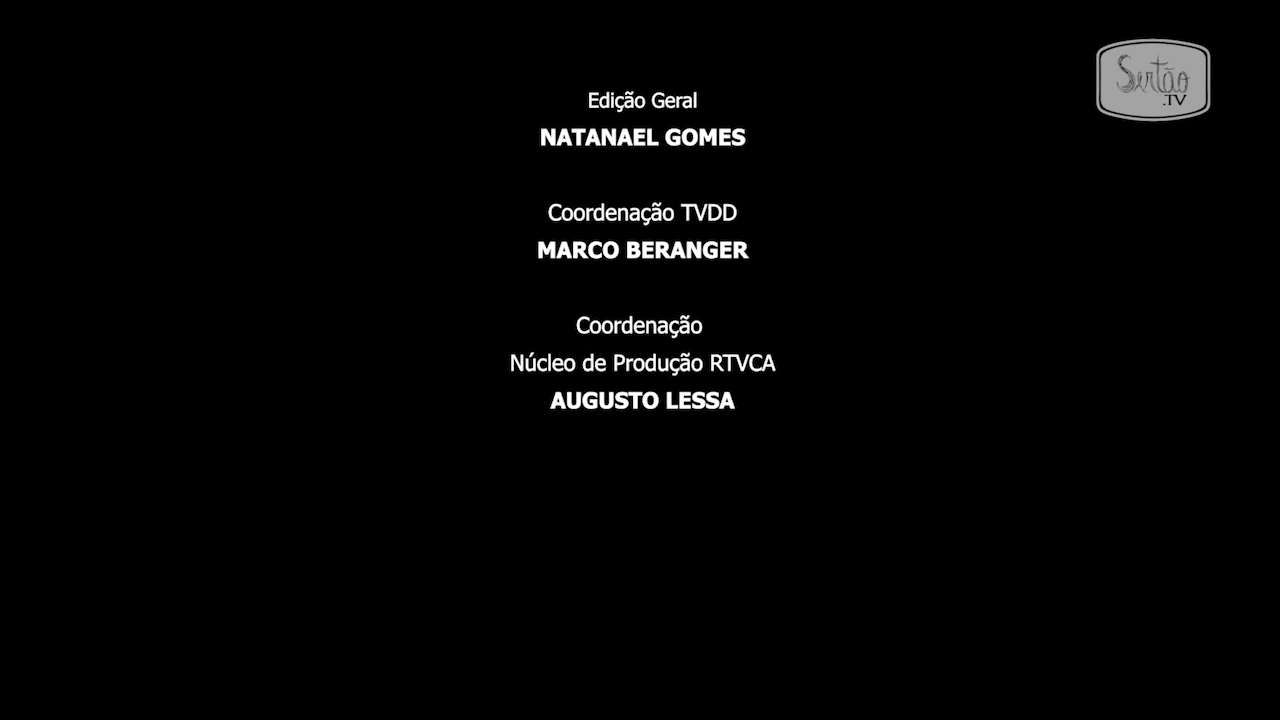 Sertão
.TV
Edição Geral
NATANAEL GOMES
Coordenação TVDD
MARCO BERANGER
Coordenação
Núcleo de Produção RTVCA
AUGUSTO LESSA